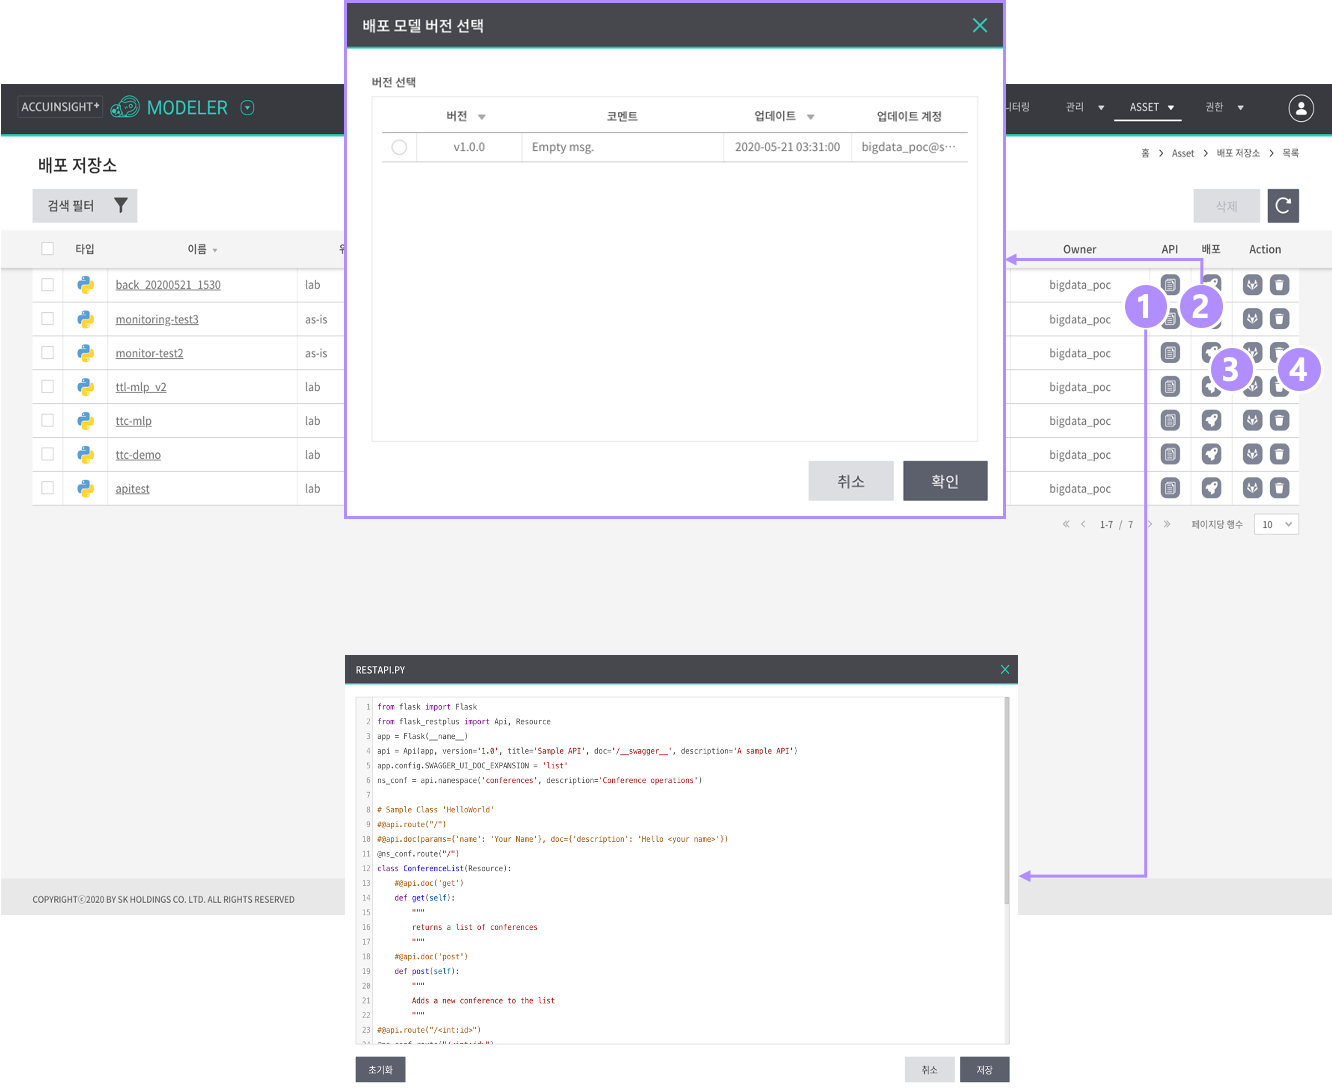 배포 모델 버전 선택
버전 선택
버전 코멘트 업데이트 업데이트 계정
v1.0.0 Empty msg. 2020-05-21 03:31:00 bigdata_poc@s···
취소 확인
ACCUINSIGHT+ MODELER
니터링 관리 ASSET 권한
배포 저장소
홈 > Asset > 배포 저장소 > 목록
검색 필터
삭제
타입 이름 Owner API 배포 Action
back_20200521_1530 lab bigdata_poc
monitoring-test3 as-is bigdata_poc
monitor-test2 as-is bigdata_poc
ttl-mlp_v2 lab bigdata_poc
ttc-mlp lab bigdata_poc
ttc-demo lab bigdata_poc
apitest lab bigdata_poc
1
2
3
4
« < 1-7 / 7 > » 페이지당 행수 10
RESTAPI.PY
1 from flask import Flask
2 from flask_restplus import Api, Resource
3 app = Flask(__name__)
4 api = Api(app, version='1.0', title='Sample API', doc='/__swagger__', description='A sample API')
5 app.config.SWAGGER_UI_DOC_EXPANSION = 'list'
6 ns_conf = api.namespace('conferences', description='Conference operations')
7
8 # Sample Class 'HelloWorld'
9 #@api.route("/")
10 #@api.doc(params={'name': 'Your Name'}, doc={'description': 'Hello <your name>'})
11 @ns_conf.route("/")
12 class ConferenceList(Resource):
13 #@api.doc('get')
14 def get(self):
15 """
16 returns a list of conferences
17 """
18 #@api.doc('post')
19 def post(self):
20 """
21 Adds a new conference to the list
22 """
23 #@api.route("/<int:id>")
초기화 취소 저장
COPYRIGHTⓒ2020 BY SK HOLDINGS CO. LTD. ALL RIGHTS RESERVED